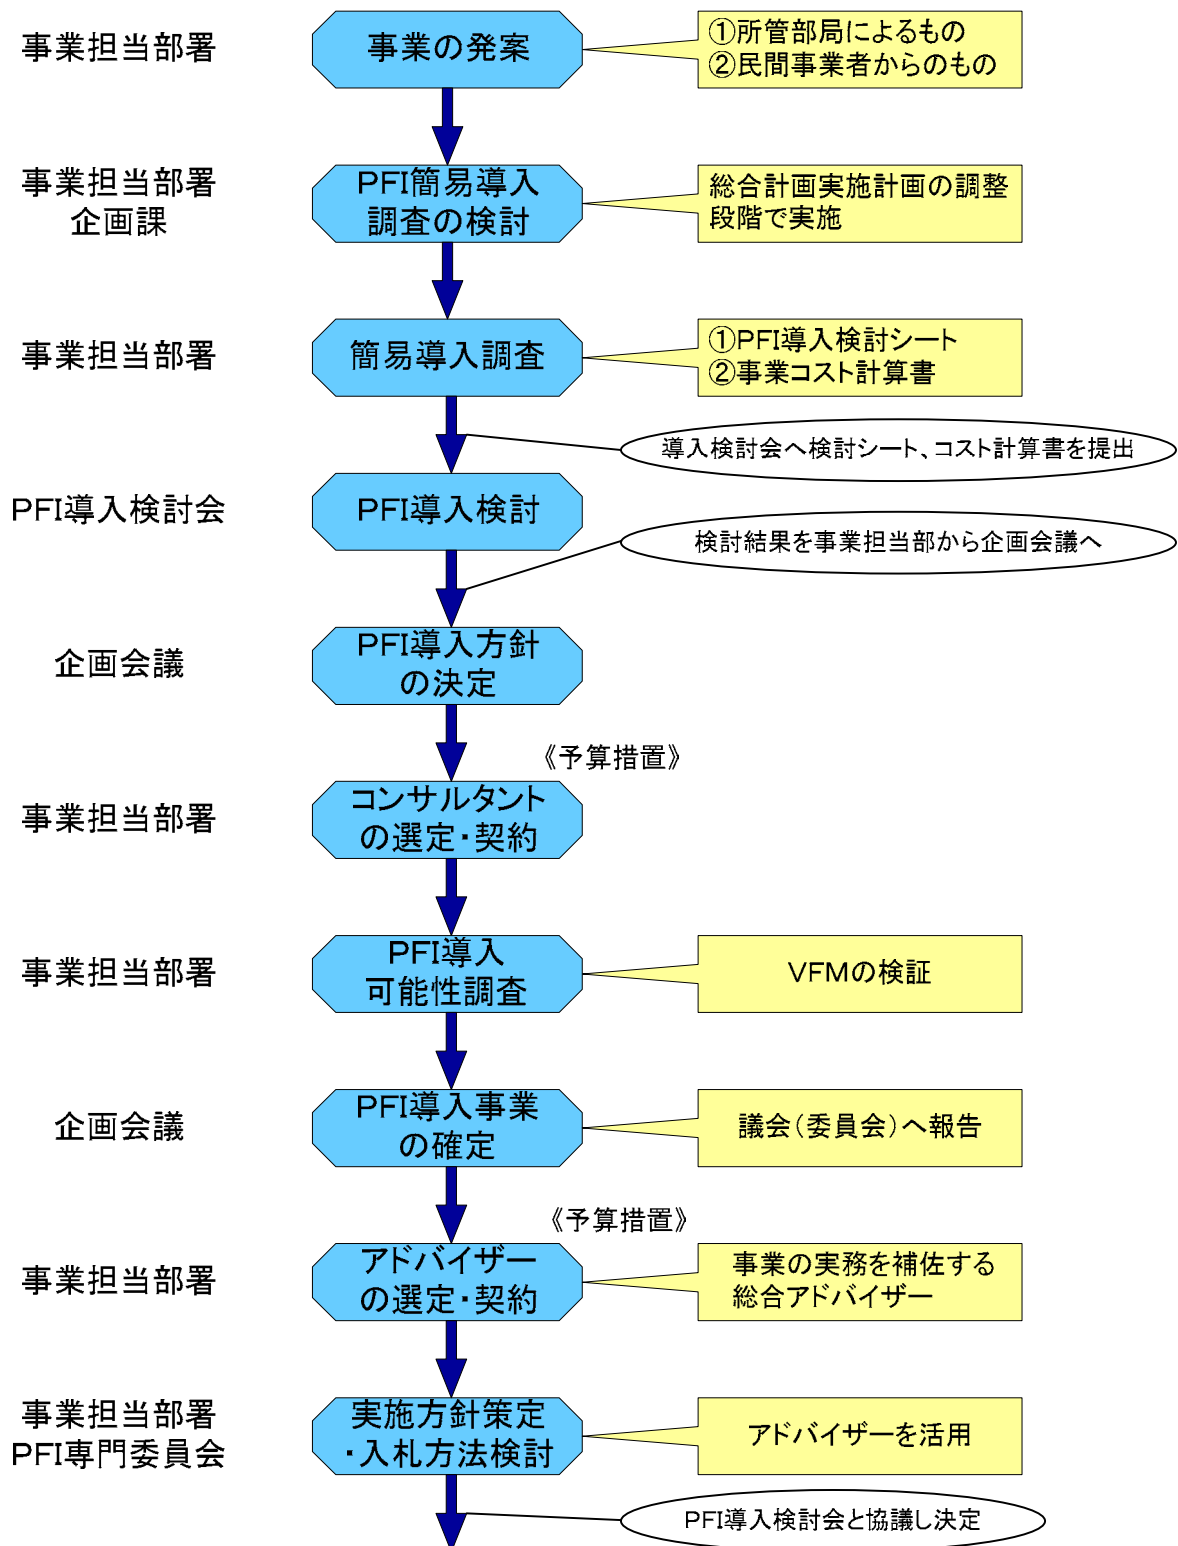 事業担当部署
事業の発案
①所管部局によるもの
②民間事業者からのもの
事業担当部署
企画課
PFI簡易導入
調査の検討
総合計画実施計画の調整
段階で実施
事業担当部署
簡易導入調査
①PFI導入検討シート
②事業コスト計算書
導入検討会へ検討シート、コスト計算書を提出
PFI導入検討会
PFI導入検討
検討結果を事業担当部から企画会議へ
企画会議
PFI導入方針
の決定
《予算措置》
事業担当部署
コンサルタント
の選定・契約
事業担当部署
PFI導入
可能性調査
VFMの検証
企画会議
PFI導入事業
の確定
議会(委員会)へ報告
《予算措置》
事業担当部署
アドバイザー
の選定・契約
事業の実務を補佐する
総合アドバイザー
事業担当部署
PFI専門委員会
実施方針策定
・入札方法検討
アドバイザーを活用
PFI導入検討会と協議し決定